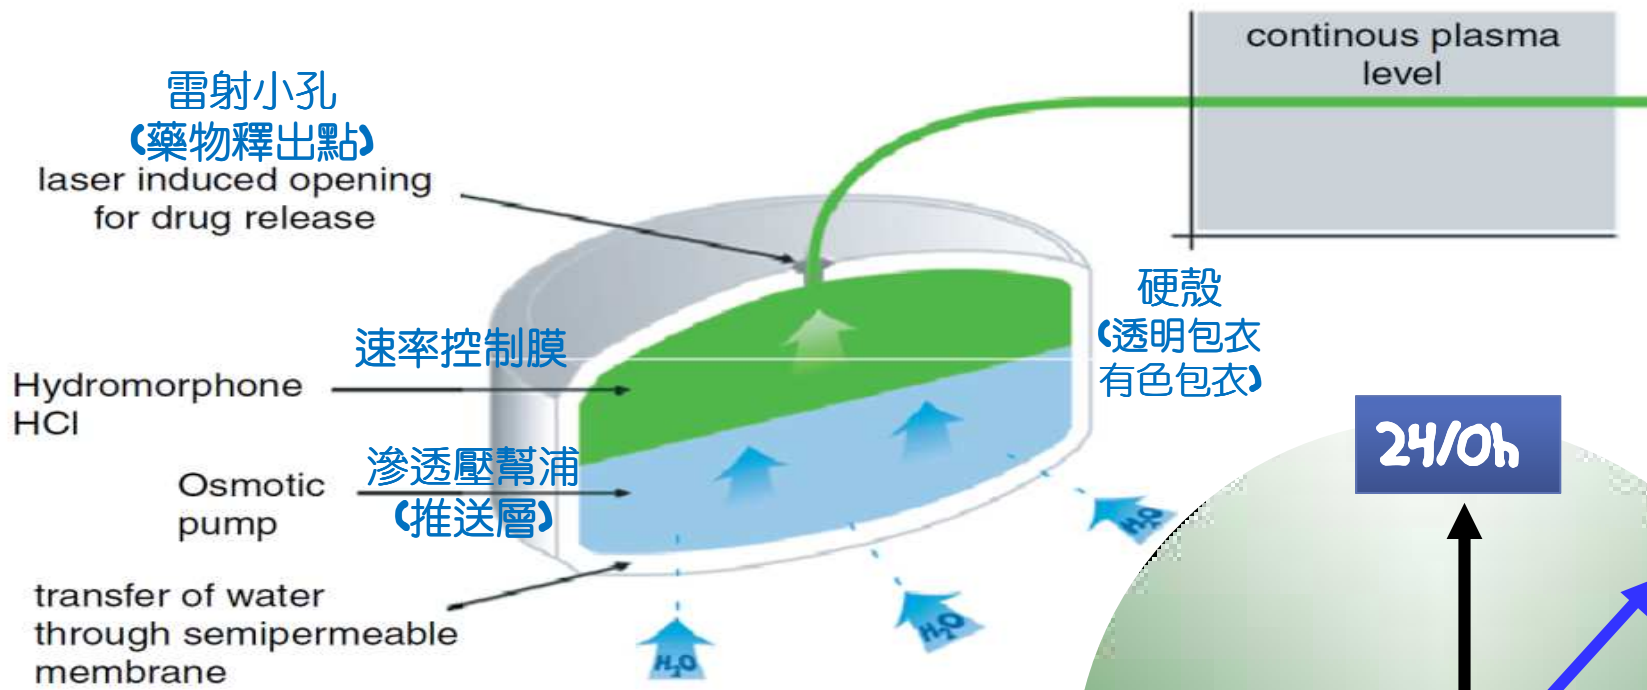 雷射小孔
(藥物釋出點)
laser induced opening
for drug release
continous plasma
level
硬殼
(透明包衣
有色包衣)
速率控制膜
Hydromorphone
HCl
滲透壓幫浦
(推送層)
Osmotic
pump
transfer of water
through semipermeable
membrane
H₂O
H₂O
H₂O
24/0h